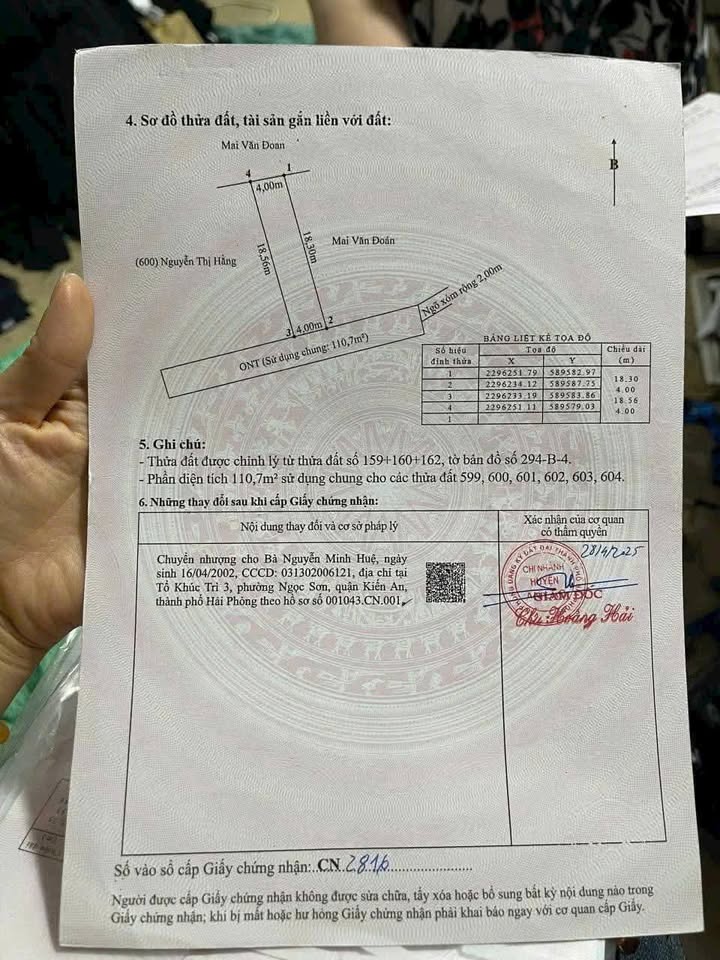 4. Sơ đồ thửa đất, tài sản gắn liền với đất:
Mai Văn Đoan
B
4
1
4,00m
18,56m
18,30m
Mai Văn Đoán
(600) Nguyễn Thị Hằng
Ngõ xóm rộng 2,00m
3
4,00m
2
ONT (Sử dụng chung: 110,7m²)
BẢNG LIỆT KÊ TỌA ĐỘ
Số hiệu đỉnh thửa Tọa độ Chiều dài (m)
X Y
1 2296251.79 589582.97
18.30
2 2296234.12 589587.75
4.00
3 2296233.19 589583.86
18.56
4 2296251.11 589579.03
4.00
1
5. Ghi chú:
- Thửa đất được chỉnh lý từ thửa đất số 159+160+162, tờ bản đồ số 294-B-4.
- Phần diện tích 110,7m² sử dụng chung cho các thửa đất 599, 600, 601, 602, 603, 604.
6. Những thay đổi sau khi cấp Giấy chứng nhận:
Nội dung thay đổi và cơ sở pháp lý
Xác nhận của cơ quan
có thẩm quyền
Chuyển nhượng cho Bà Nguyễn Minh Huệ, ngày
sinh 16/04/2002, CCCD: 031302006121, địa chỉ tại
Tổ Khúc Trì 3, phường Ngọc Sơn, quận Kiến An,
thành phố Hải Phòng theo hồ sơ số 001043.CN.001
28/4/2025
CHI NHÁNH
HUYỆN
GIÁM ĐỐC
Chu Hoàng Hải
Số vào sổ cấp Giấy chứng nhận: CN 2816
Người được cấp Giấy chứng nhận không được sửa chữa, tẩy xóa hoặc bổ sung bất kỳ nội dung nào trong
Giấy chứng nhận; khi bị mất hoặc hư hỏng Giấy chứng nhận phải khai báo ngay với cơ quan cấp Giấy.